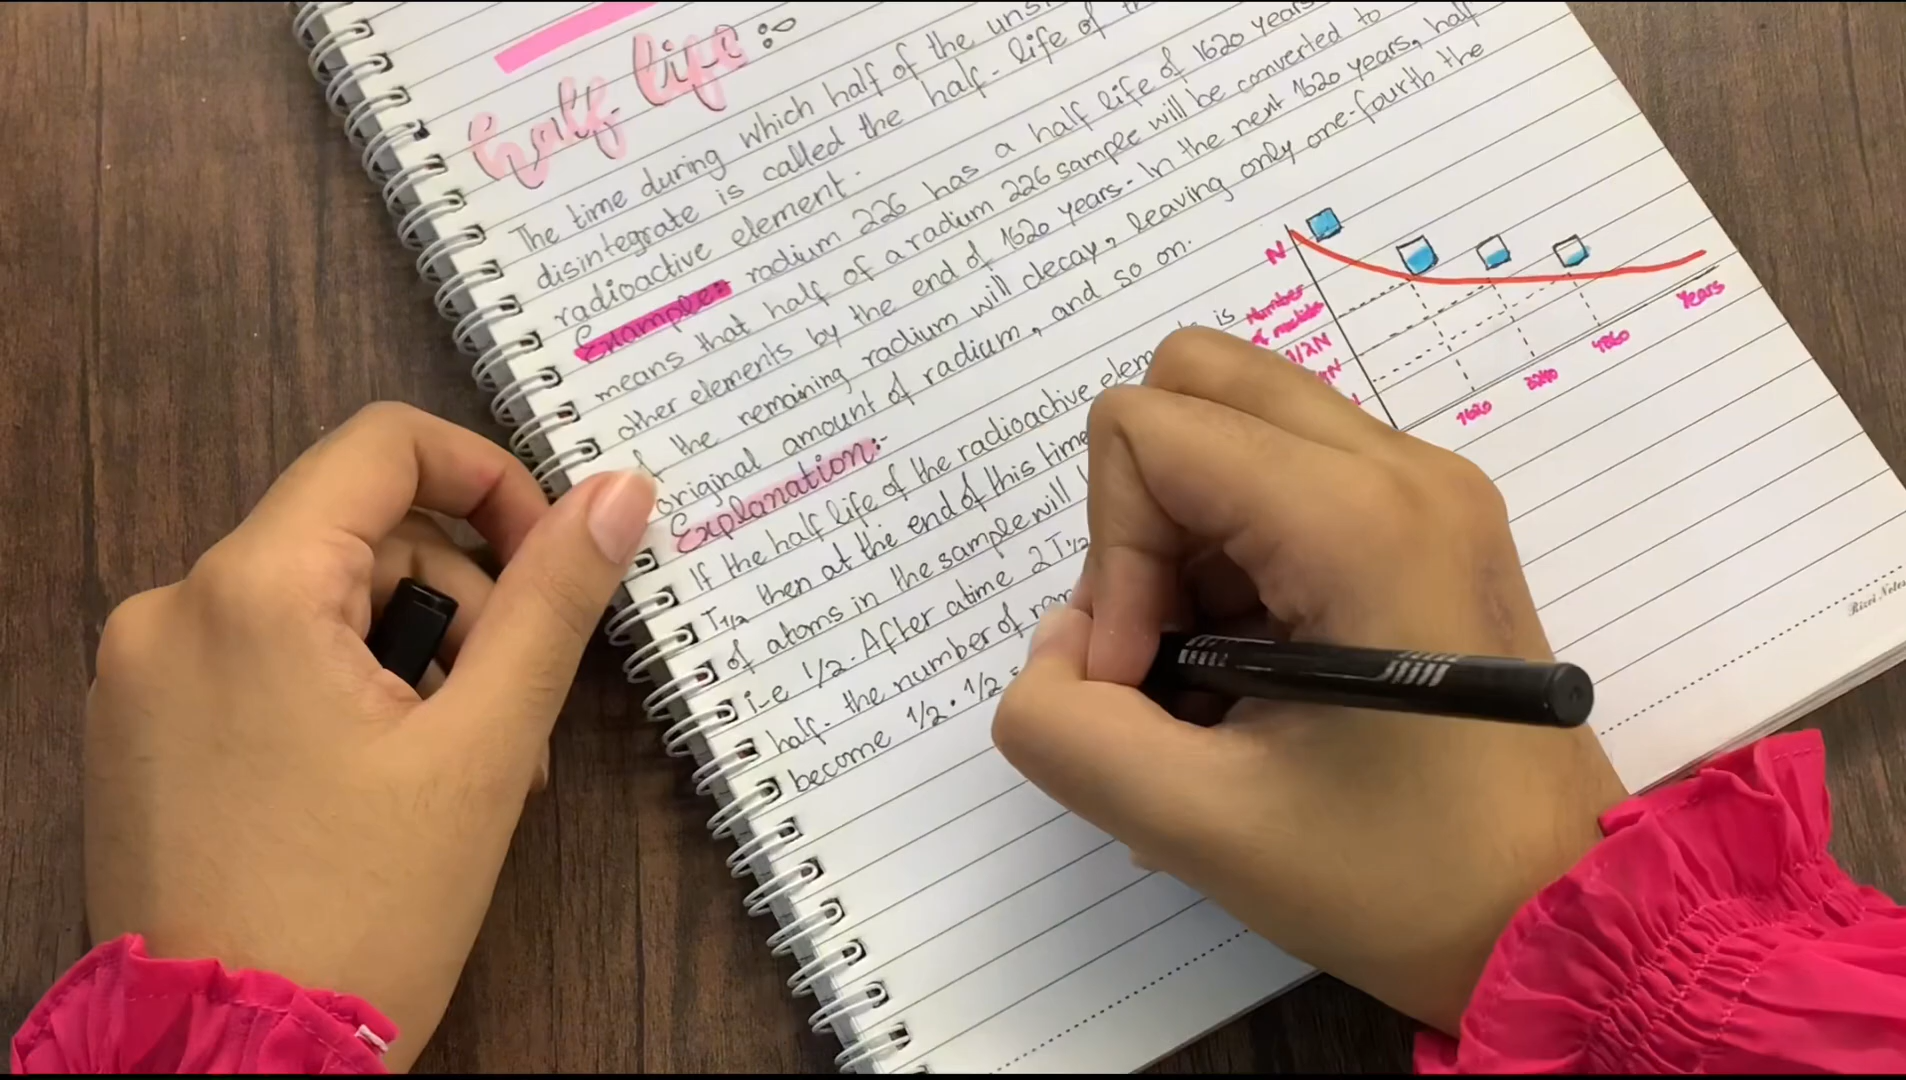 Half-life:-
The time during which half of the
disintegrate is called the half-life of
radioactive element.
Example: radium 226 has a half life of 1620 years
means that half of a radium 226 sample will be converted to
other elements by the end of 1620 years. In the next 1620 years, half
of the remaining radium will decay, leaving only one-fourth the
original amount of radium, and so on.
Explanation:-
If the half life of the radioactive is
T1/2 then at the end of this time
of atoms in the sample will
i-e 1/2. After a time 2T1/2
half- the number of
become 1/2 · 1/2 =
N
Number
of
1/2N
1620
3240
4860
Years
Rizvi Notes